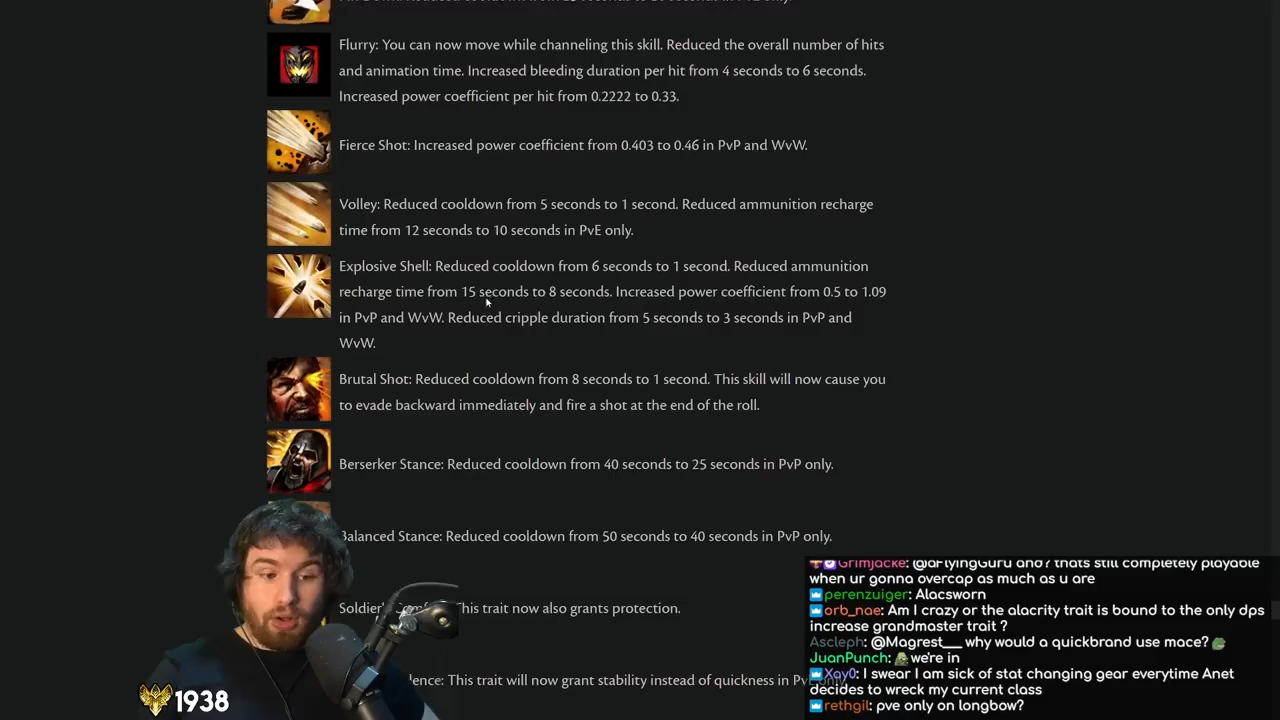 Flurry: You can now move while channeling this skill. Reduced the overall number of hits
and animation time. Increased bleeding duration per hit from 4 seconds to 6 seconds.
Increased power coefficient per hit from 0.2222 to 0.33.
Fierce Shot: Increased power coefficient from 0.403 to 0.46 in PvP and WvW.
Volley: Reduced cooldown from 5 seconds to 1 second. Reduced ammunition recharge
time from 12 seconds to 10 seconds in PvE only.
Explosive Shell: Reduced cooldown from 6 seconds to 1 second. Reduced ammunition
recharge time from 15 seconds to 8 seconds. Increased power coefficient from 0.5 to 1.09
in PvP and WvW. Reduced cripple duration from 5 seconds to 3 seconds in PvP and
WvW.
Brutal Shot: Reduced cooldown from 8 seconds to 1 second. This skill will now cause you
to evade backward immediately and fire a shot at the end of the roll.
Berserker Stance: Reduced cooldown from 40 seconds to 25 seconds in PvP only.
Balanced Stance: Reduced cooldown from 50 seconds to 40 seconds in PvP only.
Soldier's This trait now also grants protection.
This trait will now grant stability instead of quickness in
1938
Grimjacke: @aFlyingGuru and? thats still completely playable
when ur gonna overcap as much as u are
perenzuiger: Alacsworn
orb_nae: Am I crazy or the alacrity trait is bound to the only dps
increase grandmaster trait ?
Ascleph: @Magrest__ why would a quickbrand use mace?
JuanPunch: we're in
Xay0: I swear I am sick of stat changing gear everytime Anet
decides to wreck my current class
rethgil: pve only on longbow?